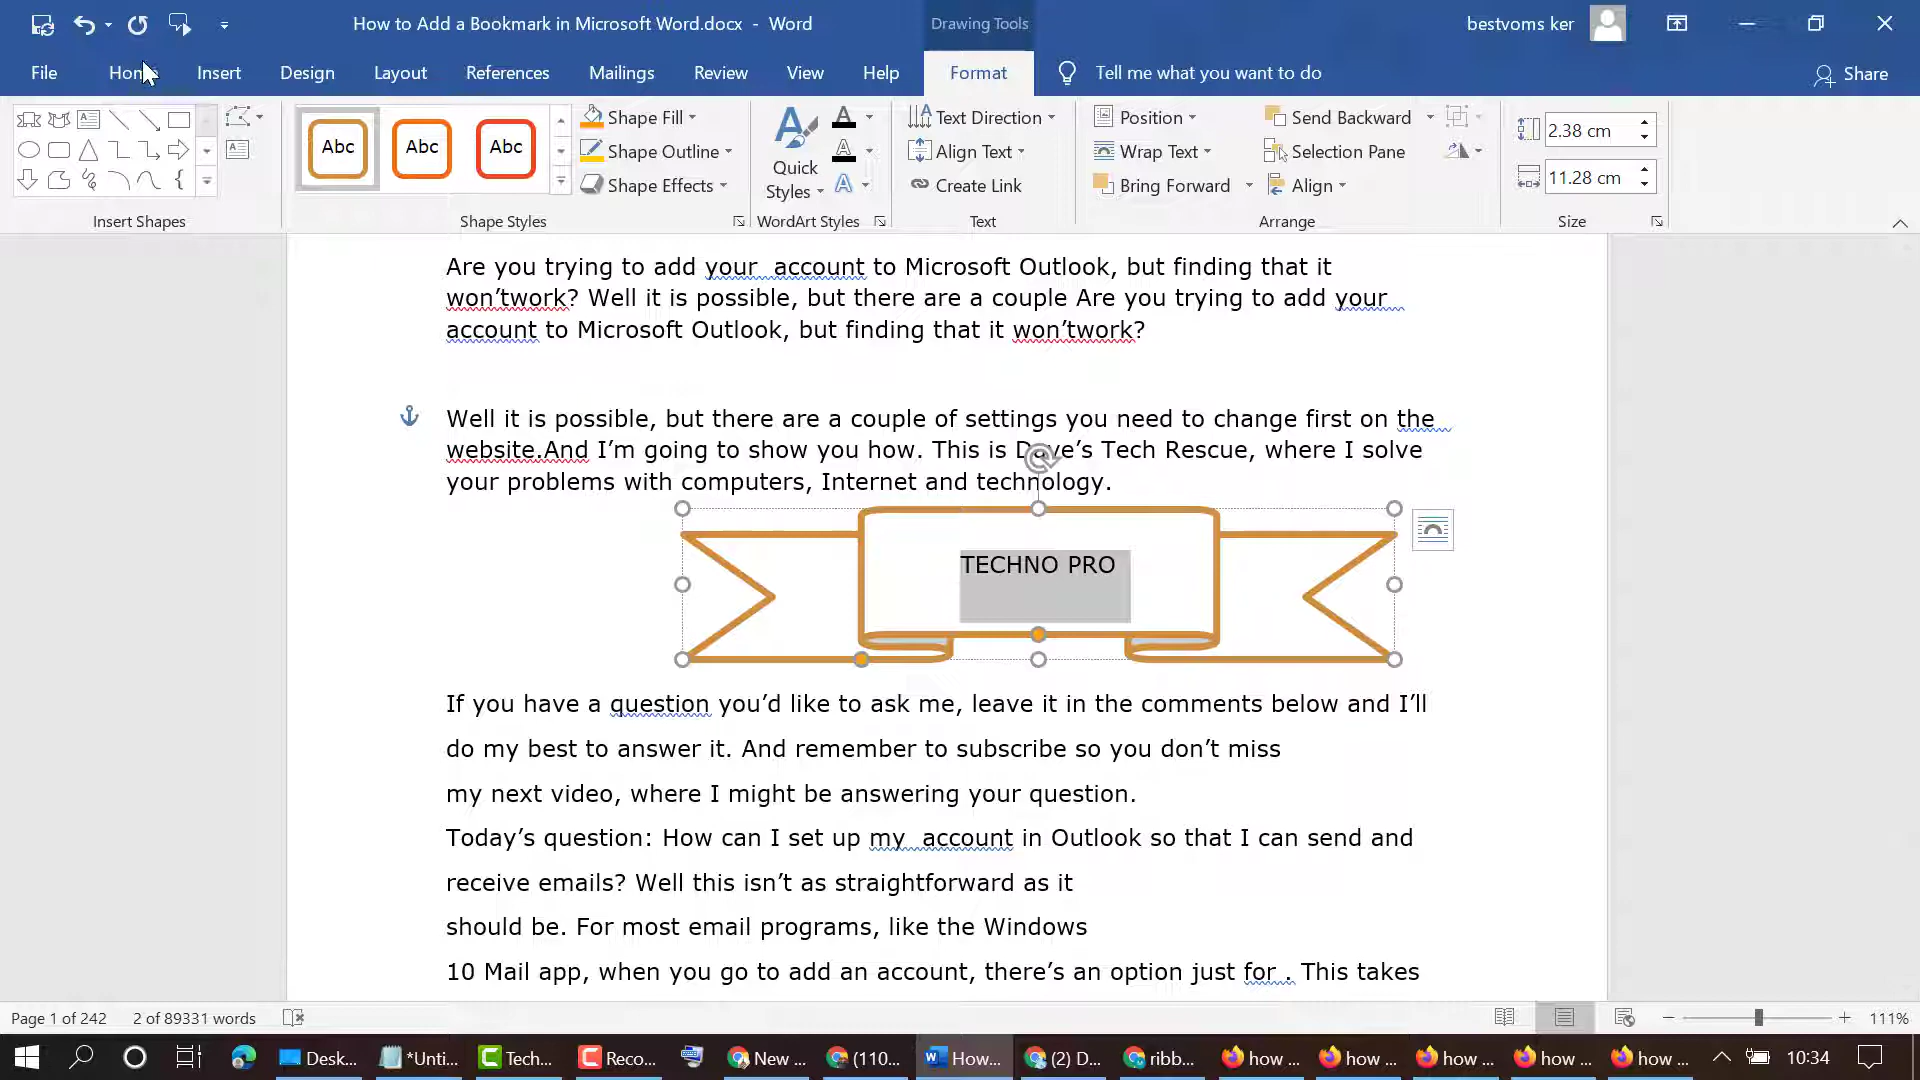 How to Add a Bookmark in Microsoft Word.docx - Word
Drawing Tools
bestvoms ker
File Home Insert Design Layout References Mailings Review View Help Format Tell me what you want to do Share
Abc Abc Abc
Shape Fill
Shape Outline
Shape Effects
Quick
Styles
Text Direction
Align Text
Create Link
Position
Wrap Text
Bring Forward
Send Backward
Selection Pane
Align
2.38 cm
11.28 cm
Insert Shapes Shape Styles WordArt Styles Text Arrange Size
Are you trying to add your  account to Microsoft Outlook, but finding that it
won’twork? Well it is possible, but there are a couple Are you trying to add your
account to Microsoft Outlook, but finding that it won’twork?
Well it is possible, but there are a couple of settings you need to change first on the
website.And I’m going to show you how. This is Dave’s Tech Rescue, where I solve
your problems with computers, Internet and technology.
TECHNO PRO
If you have a question you’d like to ask me, leave it in the comments below and I’ll
do my best to answer it. And remember to subscribe so you don’t miss
my next video, where I might be answering your question.
Today’s question: How can I set up my  account in Outlook so that I can send and
receive emails? Well this isn’t as straightforward as it
should be. For most email programs, like the Windows
10 Mail app, when you go to add an account, there’s an option just for . This takes
Page 1 of 242 2 of 89331 words 111%
Desk... *Unti... Tech... Reco... New ... (110... How... (2) D... ribb... how ... how ... how ... how ... how ... 10:34